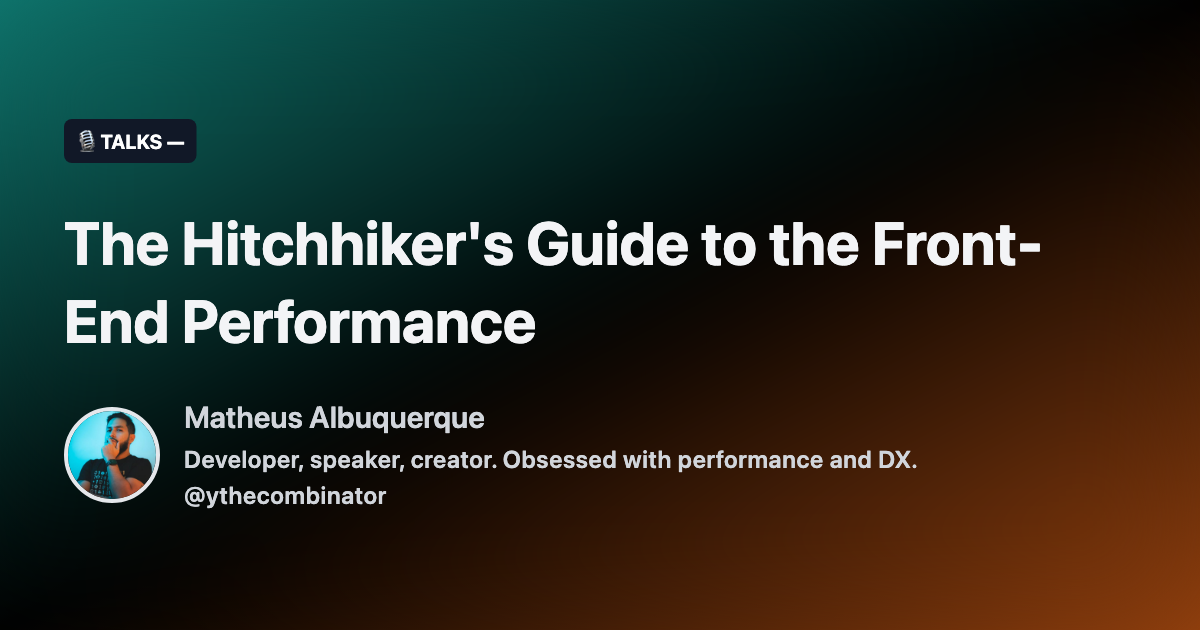 🎙 TALKS —
The Hitchhiker's Guide to the Front-
End Performance
Matheus Albuquerque
Developer, speaker, creator. Obsessed with performance and DX.
@ythecombinator